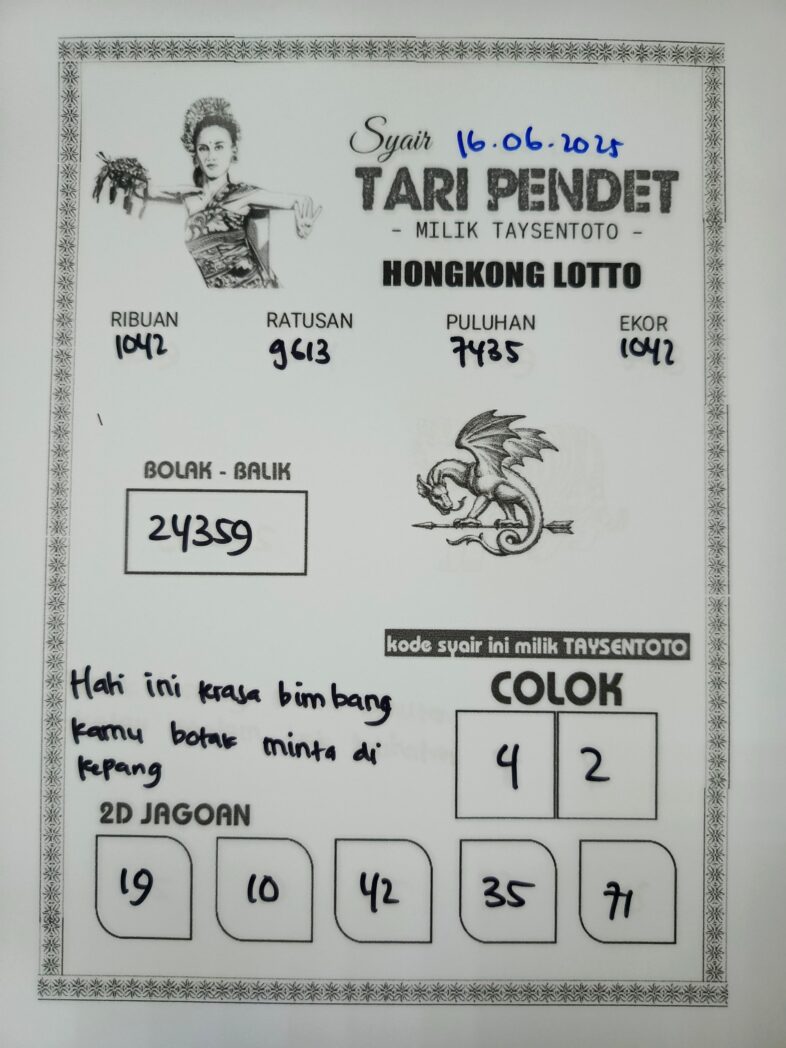 Syair 16.06.2025
TARI PENDET
- MILIK TAYSENTOTO -
HONGKONG LOTTO
RIBUAN RATUSAN PULUHAN EKOR
1042 9613 7435 1042
BOLAK - BALIK
24359
kode syair ini milik TAYSENTOTO
Hati ini krasa bimbang
kamu botak minta di
kepang
COLOK
4 2
2D JAGOAN
19 10 42 35 71